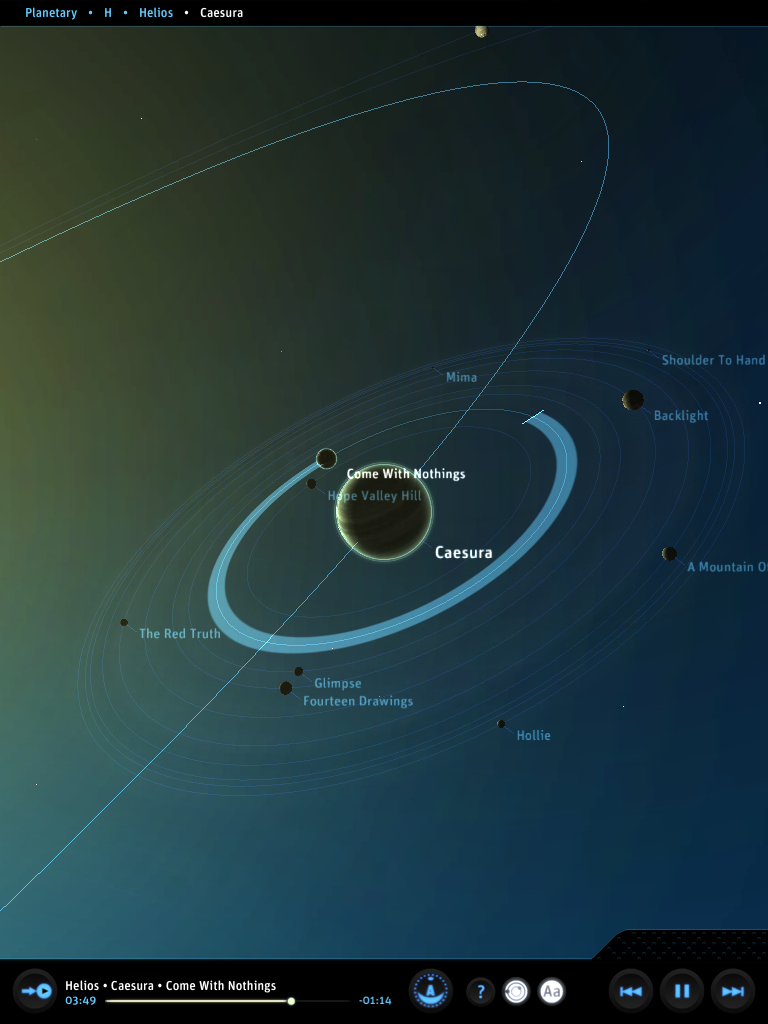 Planetary • H • Helios • Caesura
Shoulder To Hand
Mima
Backlight
Come With Nothings
Hope Valley Hill
Caesura
A Mountain O
The Red Truth
Glimpse
Fourteen Drawings
Hollie
Helios • Caesura • Come With Nothings
03:49
-01:14
A
?
Aa